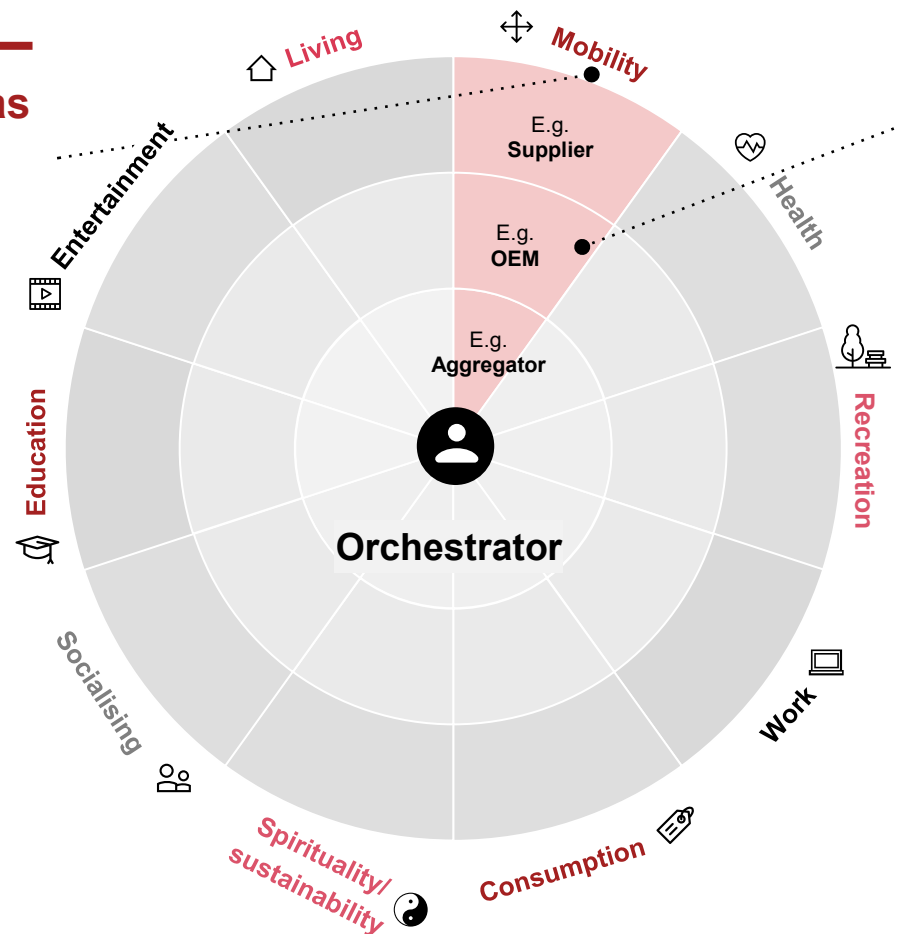 Living
Mobility
Entertainment
Health
E.g.
Supplier
E.g.
OEM
E.g.
Aggregator
Education
Recreation
Orchestrator
Socialising
Work
Spirituality/
sustainability
Consumption